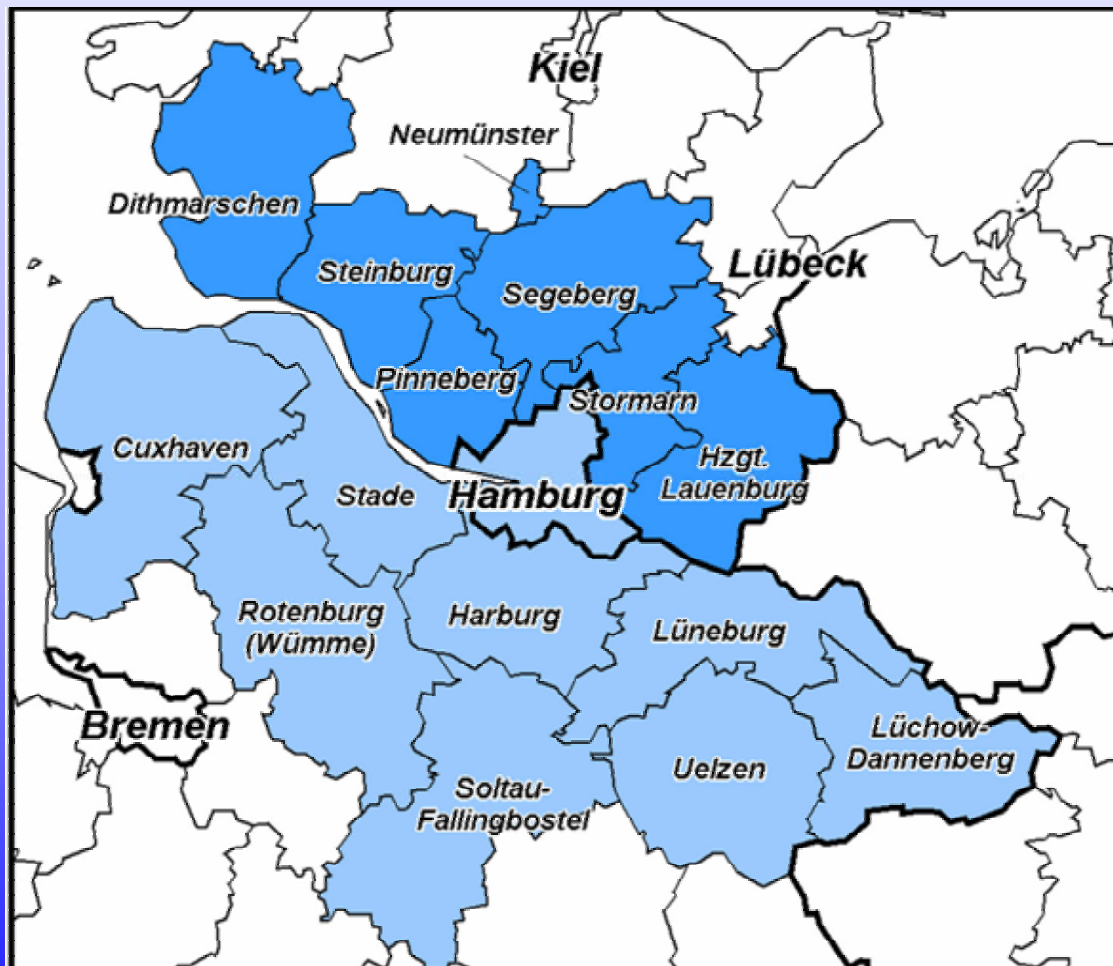 Kiel
Neumünster
Dithmarschen
Steinburg
Lübeck
Segeberg
Pinneberg
Stormarn
Cuxhaven
Hzgt.
Lauenburg
Stade
Hamburg
Rotenburg
(Wümme)
Harburg
Lüneburg
Bremen
Lüchow-
Dannenberg
Uelzen
Soltau-
Fallingbostel